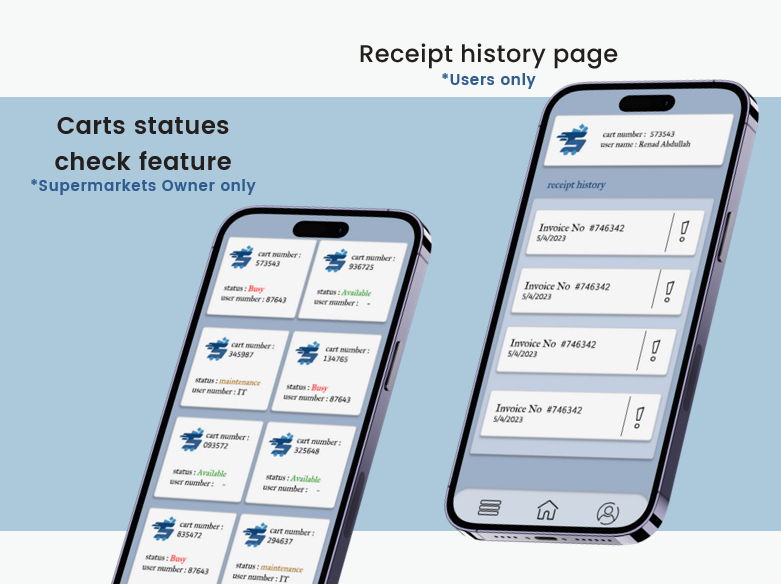 Receipt history page
*Users only
Carts statues
check feature
*Supermarkets Owner only
cart number :
573543
status : Busy
user number : 87643
cart number :
936725
status : Available
user number : -
cart number :
345987
status : maintenance
user number : IT
cart number :
134765
status : Busy
user number : 87643
cart number :
093572
status : Available
user number : -
cart number :
325648
status : Available
user number : -
cart number :
835472
status : Busy
user number : 87643
cart number :
294637
status : maintenance
user number : IT
cart number : 573543
user name : Renad Abdullah
receipt history
Invoice No #746342
5/4/2023
Invoice No #746342
5/4/2023
Invoice No #746342
5/4/2023
Invoice No #746342
5/4/2023